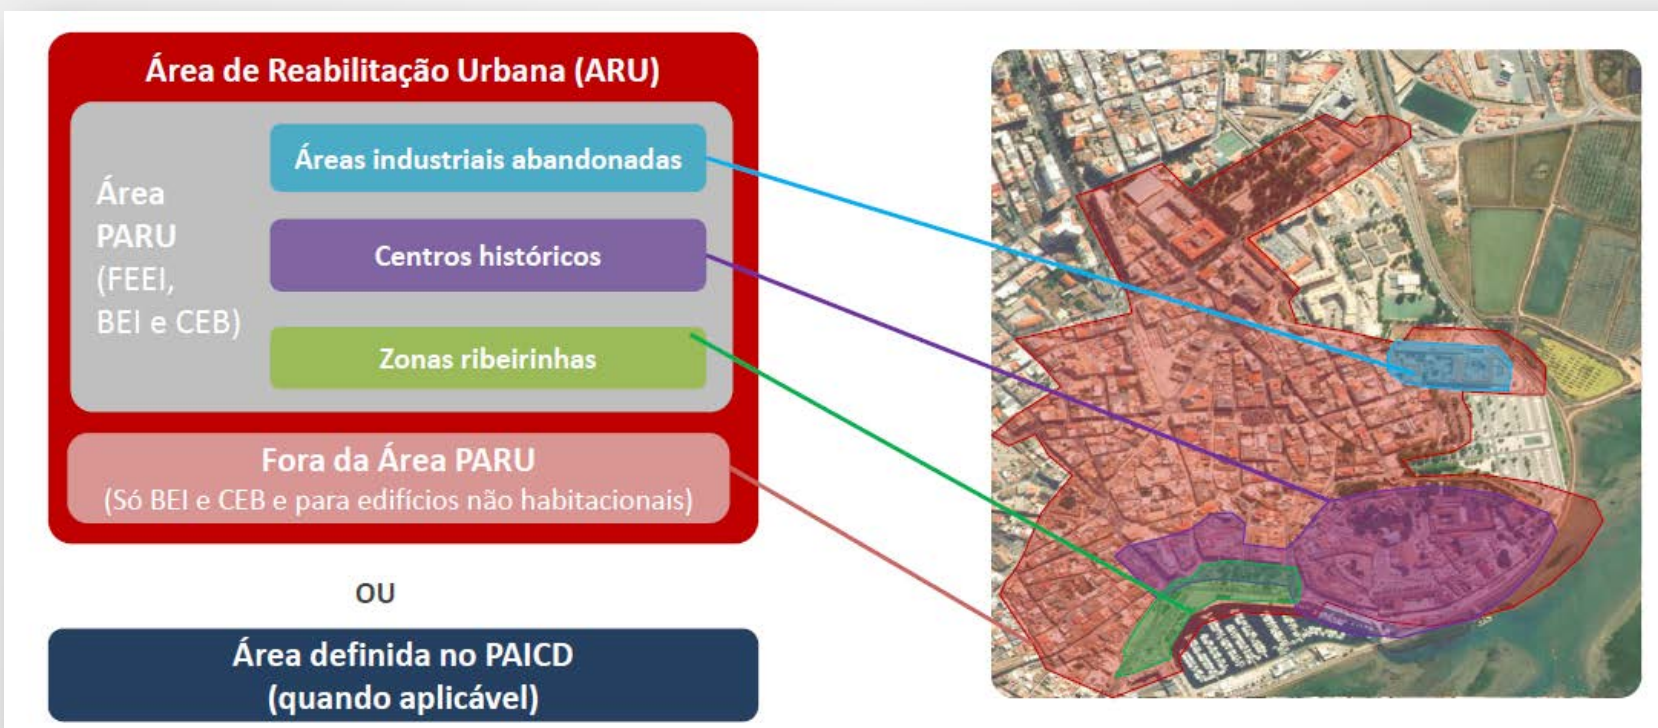 Área de Reabilitação Urbana (ARU)
Área
PARU
(FEEI,
BEI e CEB)
Áreas industriais abandonadas
Centros históricos
Zonas ribeirinhas
Fora da Área PARU
(Só BEI e CEB e para edifícios não habitacionais)
OU
Área definida no PAICD
(quando aplicável)